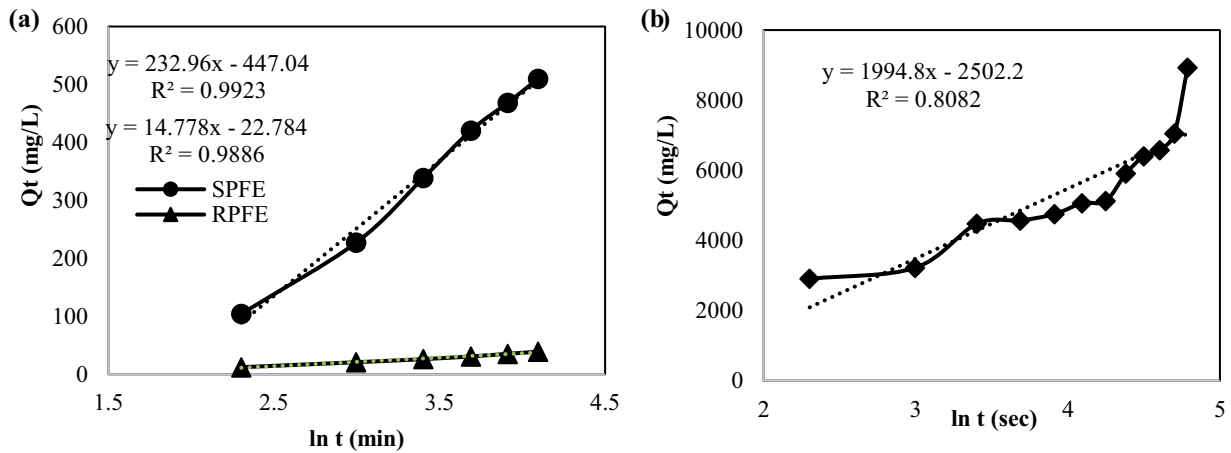 (a)
600
500
400
300
200
100
0
Qt (mg/L)
y = 232.96x - 447.04
R² = 0.9923
y = 14.778x - 22.784
R² = 0.9886
SPFE
RPFE
1.5 2.5 3.5 4.5
ln t (min)
(b)
10000
8000
6000
4000
2000
0
Qt (mg/L)
y = 1994.8x - 2502.2
R² = 0.8082
2 3 4 5
ln t (sec)